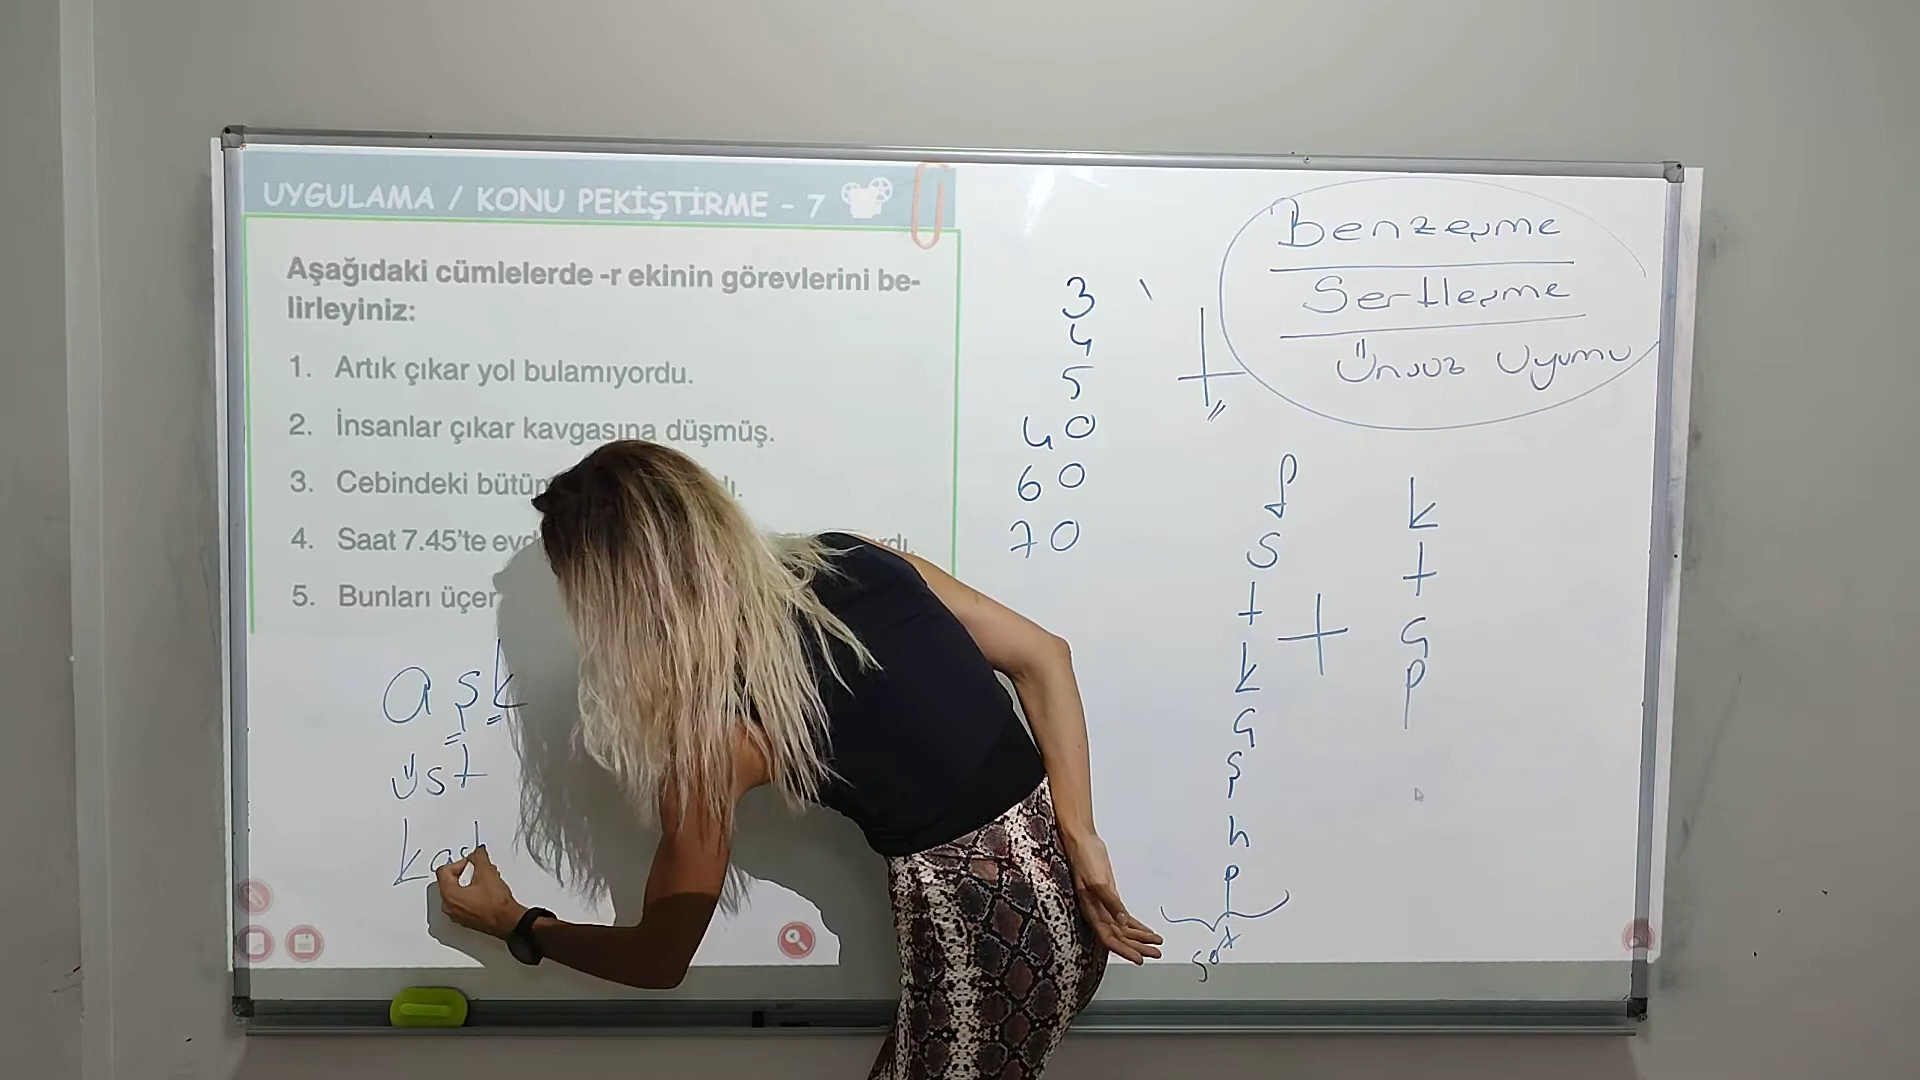 UYGULAMA / KONU PEKİŞTİRME - 7
Aşağıdaki cümlelerde -r ekinin görevlerini be-
lirleyiniz:
1. Artık çıkar yol bulamıyordu.
2. İnsanlar çıkar kavgasına düşmüş.
3. Cebindeki bütün
4. Saat 7.45'te
5. Bunları üçer
aşk
üst
3
4
5
40
60
70
+
Benzeşme
Sertleşme
Ünsüz Uyumu
f
s
t
k
ç
ş
h
p
sert
+
k
t
ç
p